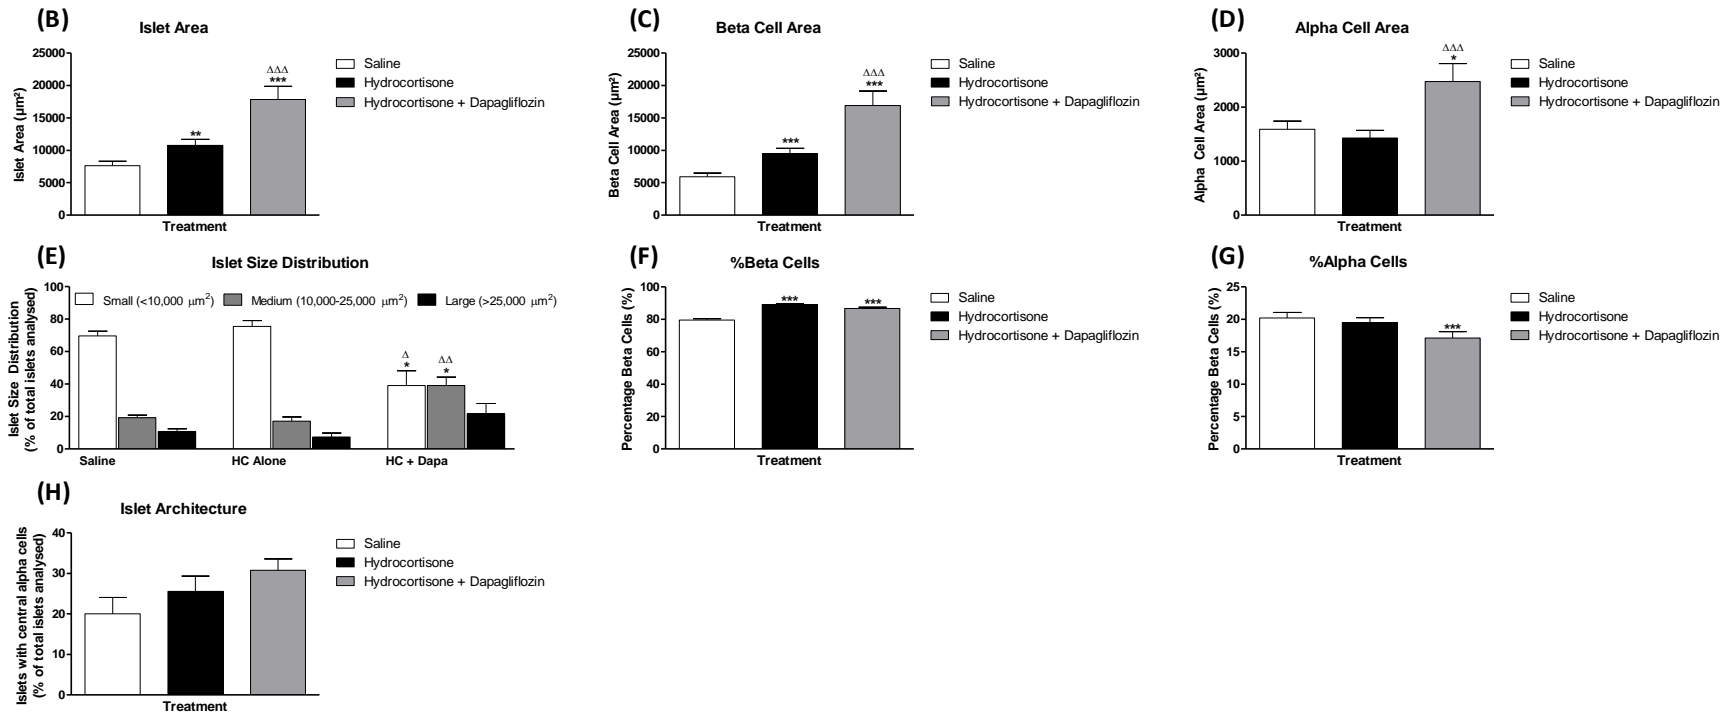 (B)
Islet Area
Islet Area (µm²)
25000
20000
15000
10000
5000
0
**
ΔΔΔ
***
Treatment
Saline
Hydrocortisone
Hydrocortisone + Dapagliflozin
(C)
Beta Cell Area
Beta Cell Area (µm²)
25000
20000
15000
10000
5000
0
***
ΔΔΔ
***
Treatment
Saline
Hydrocortisone
Hydrocortisone + Dapagliflozin
(D)
Alpha Cell Area
Alpha Cell Area (µm²)
3000
2000
1000
0
ΔΔΔ
*
Treatment
Saline
Hydrocortisone
Hydrocortisone + Dapagliflozin
(E)
Islet Size Distribution
Islet Size Distribution
(% of total islets analysed)
100
80
60
40
20
0
Small (<10,000 µm²) Medium (10,000-25,000 µm²) Large (>25,000 µm²)
Δ ΔΔ
* *
Saline HC Alone HC + Dapa
(F)
%Beta Cells
Percentage Beta Cells (%)
100
80
60
40
20
0
*** ***
Treatment
Saline
Hydrocortisone
Hydrocortisone + Dapagliflozin
(G)
%Alpha Cells
Percentage Beta Cells (%)
25
20
15
10
5
0
***
Treatment
Saline
Hydrocortisone
Hydrocortisone + Dapagliflozin
(H)
Islet Architecture
Islets with central alpha cells
(% of total islets analysed)
40
30
20
10
0
Treatment
Saline
Hydrocortisone
Hydrocortisone + Dapagliflozin